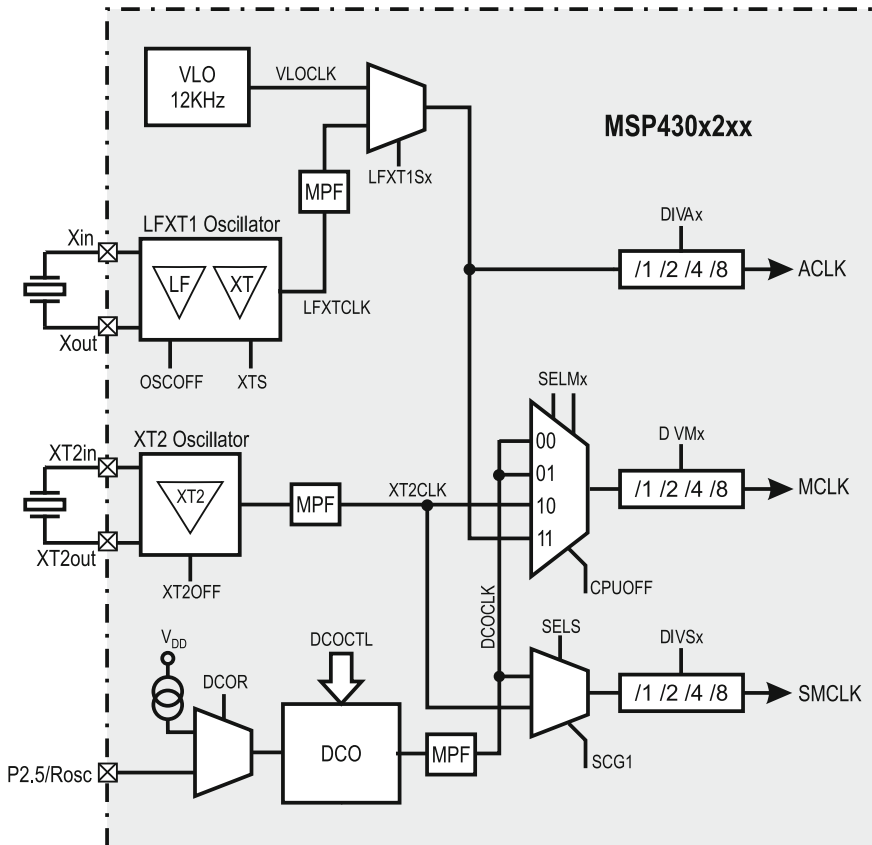 VLO
12KHz
VLOCLK
MSP430x2xx
LFXT1Sx
MPF
LFXT1 Oscillator
Xin
LF
XT
LFXTCLK
Xout
OSCOFF
XTS
DIVAx
/1 /2 /4 /8
ACLK
SELMx
XT2 Oscillator
XT2in
XT2
MPF
XT2CLK
XT2out
XT2OFF
00
01
10
11
D VMx
/1 /2 /4 /8
MCLK
CPUOFF
DCOCLK
VDD
DCOR
DCOCTL
SELS
DIVSx
/1 /2 /4 /8
SMCLK
DCO
MPF
SCG1
P2.5/Rosc